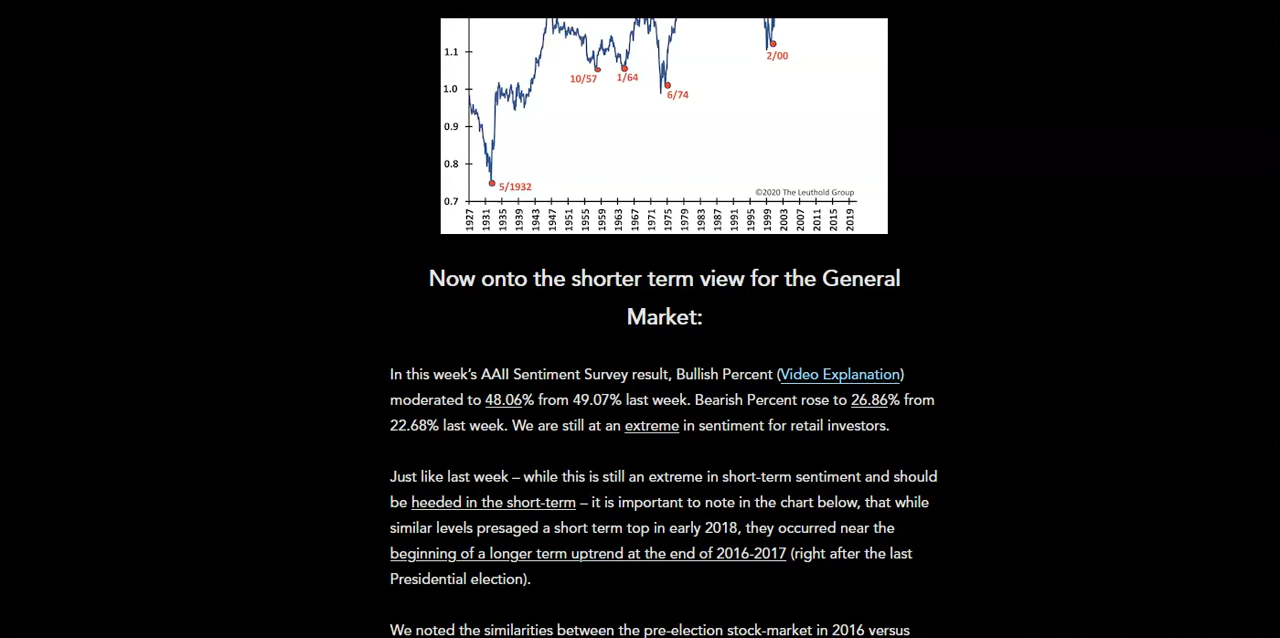 1.1
2/00
10/57
1/64
1.0
6/74
0.9
0.8
5/1932
©2020 The Leuthold Group
0.7
1927 1931 1935 1939 1943 1947 1951 1955 1959 1963 1967 1971 1975 1979 1983 1987 1991 1995 1999 2003 2007 2011 2015 2019
Now onto the shorter term view for the General
Market:
In this week's AAII Sentiment Survey result, Bullish Percent (Video Explanation)
moderated to 48.06% from 49.07% last week. Bearish Percent rose to 26.86% from
22.68% last week. We are still at an extreme in sentiment for retail investors.
Just like last week – while this is still an extreme in short-term sentiment and should
be heeded in the short-term – it is important to note in the chart below, that while
similar levels presaged a short term top in early 2018, they occurred near the
beginning of a longer term uptrend at the end of 2016-2017 (right after the last
Presidential election).
We noted the similarities between the pre-election stock-market in 2016 versus